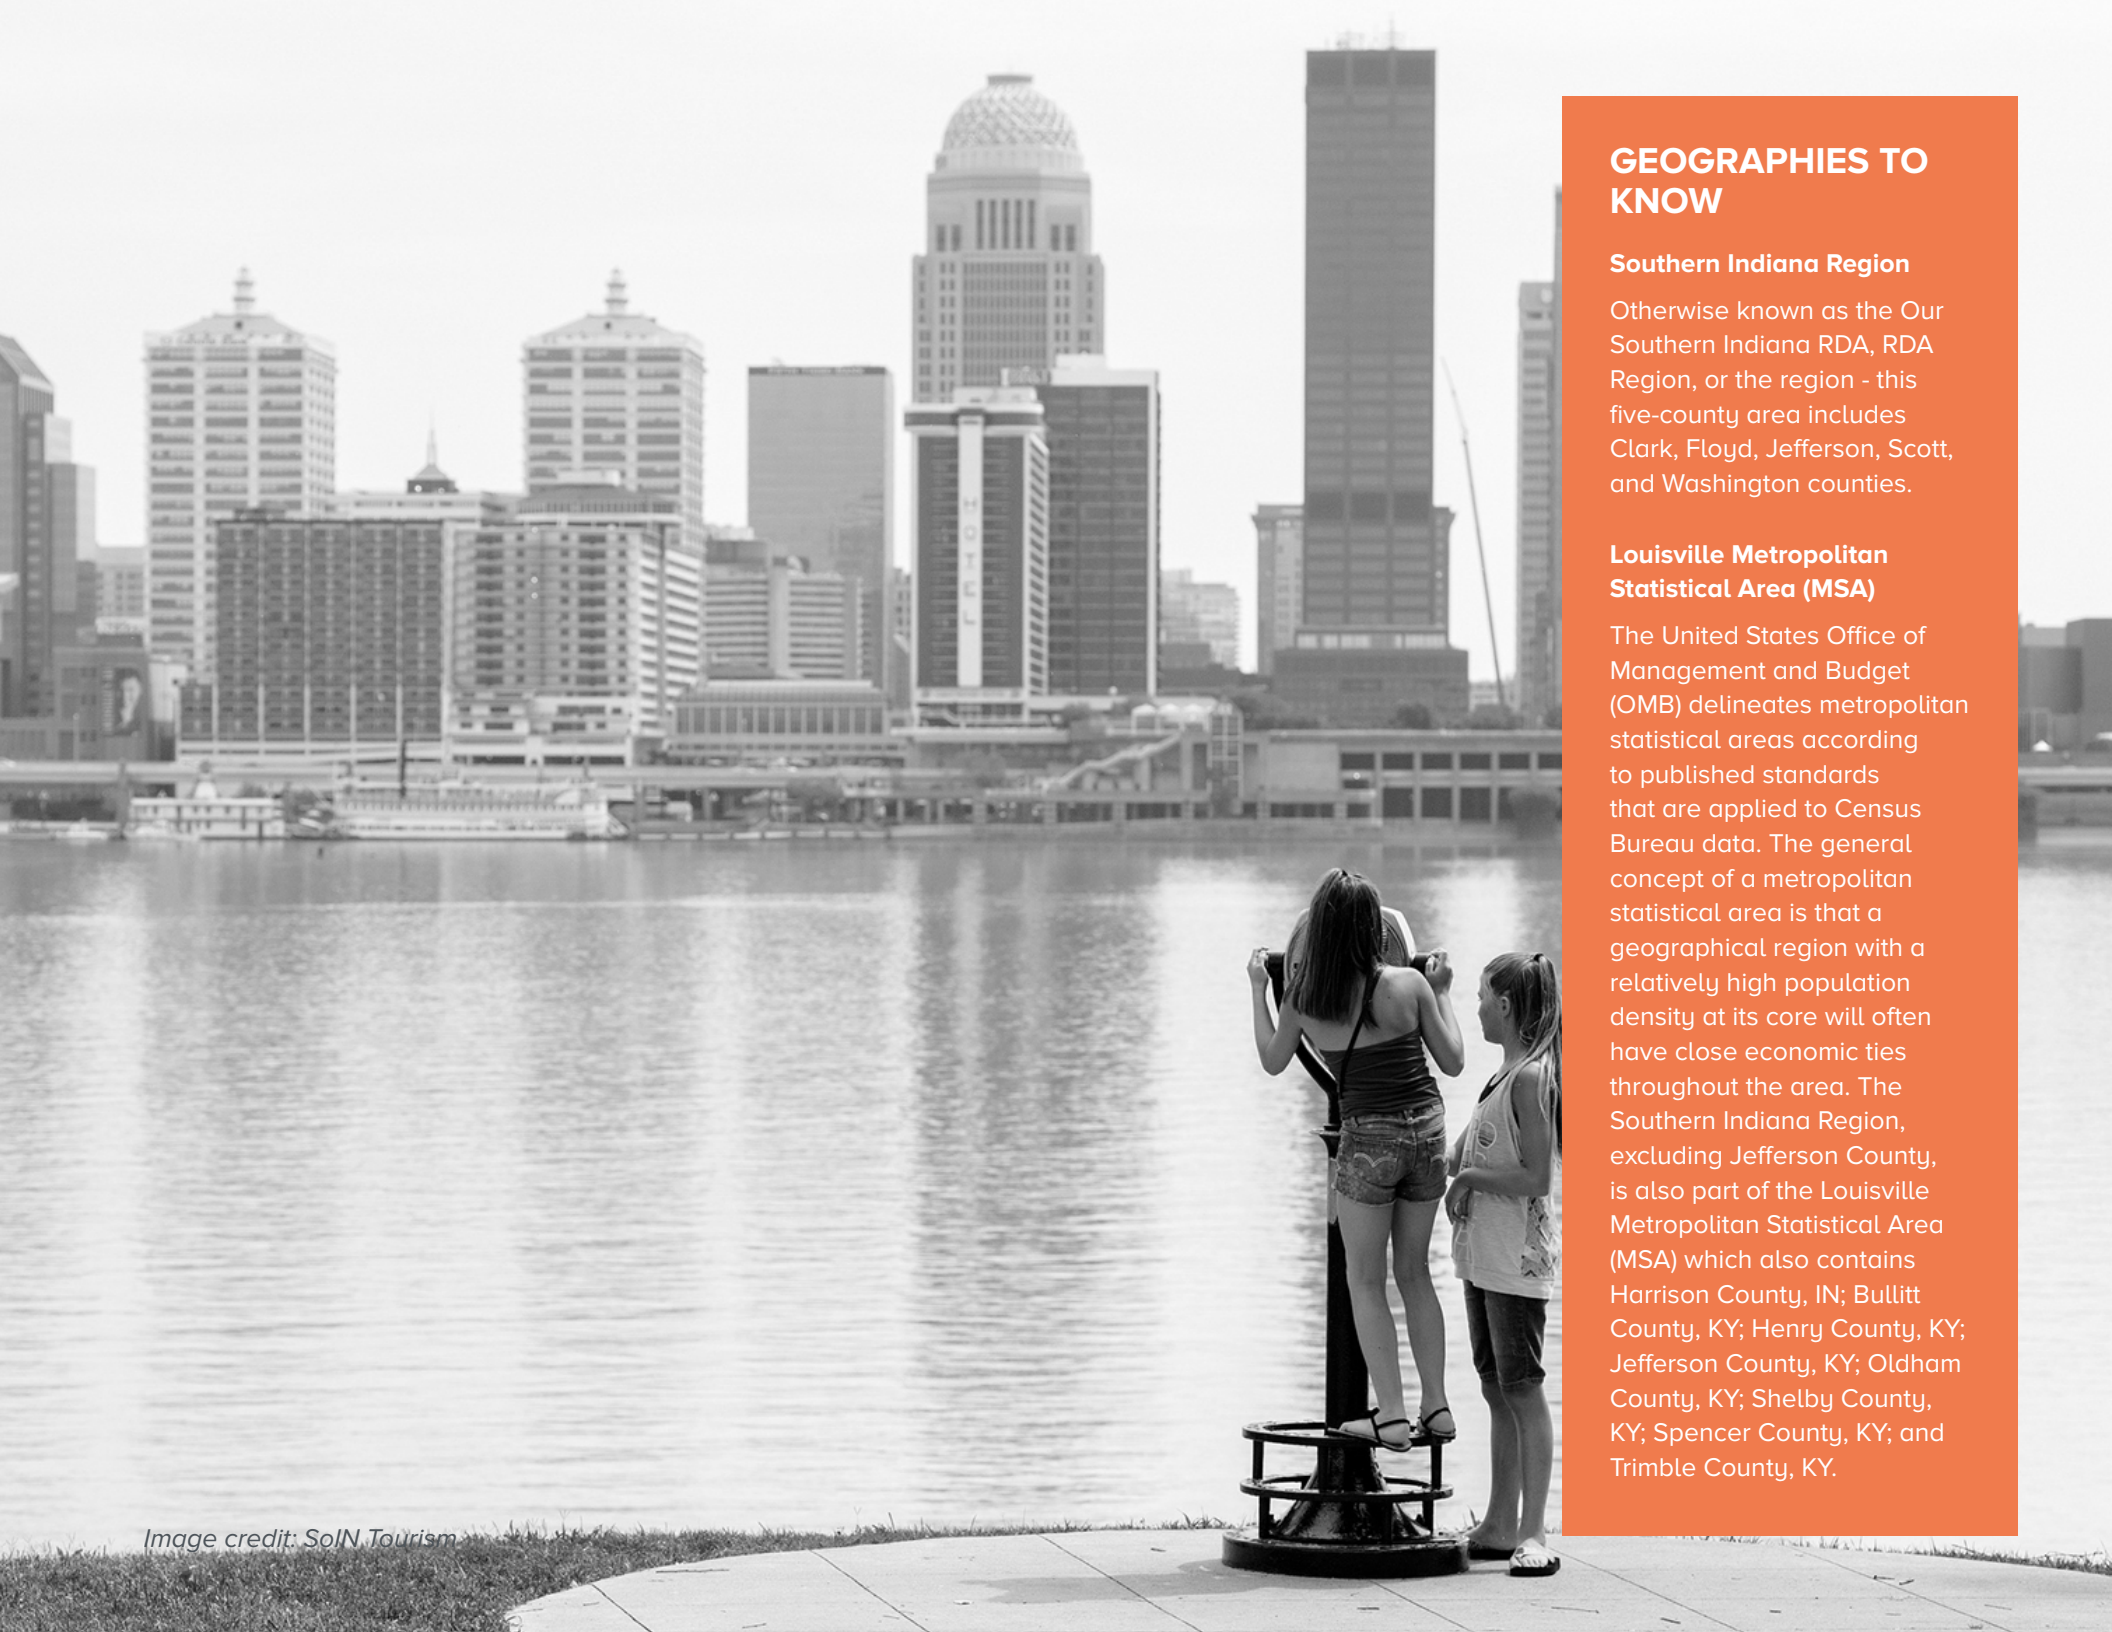 GEOGRAPHIES TO
KNOW
Southern Indiana Region
Otherwise known as the Our
Southern Indiana RDA, RDA
Region, or the region - this
five-county area includes
Clark, Floyd, Jefferson, Scott,
and Washington counties.
Louisville Metropolitan
Statistical Area (MSA)
The United States Office of
Management and Budget
(OMB) delineates metropolitan
statistical areas according
to published standards
that are applied to Census
Bureau data. The general
concept of a metropolitan
statistical area is that a
geographical region with a
relatively high population
density at its core will often
have close economic ties
throughout the area. The
Southern Indiana Region,
excluding Jefferson County,
is also part of the Louisville
Metropolitan Statistical Area
(MSA) which also contains
Harrison County, IN; Bullitt
County, KY; Henry County, KY;
Jefferson County, KY; Oldham
County, KY; Shelby County,
KY; Spencer County, KY; and
Trimble County, KY.
HOTEL
Image credit: SoIN Tourism